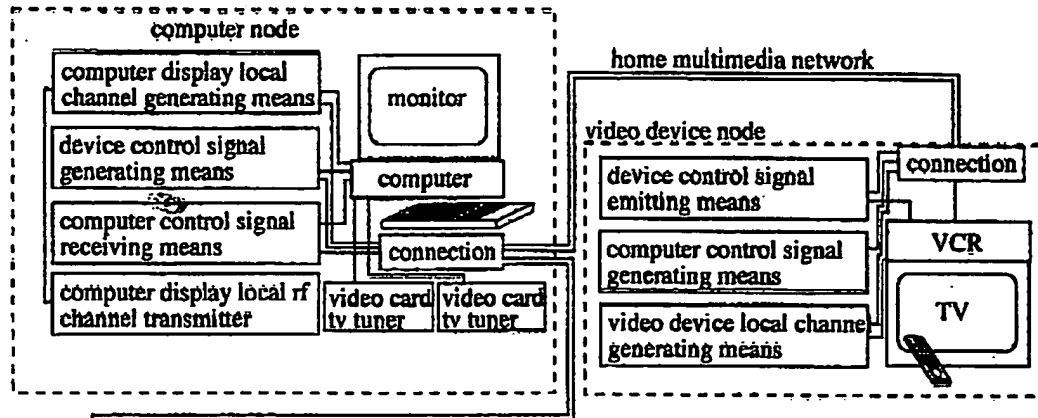 computer node
computer display local
channel generating means
monitor
device control signal
generating means
computer
computer control signal
receiving means
connection
computer display local rf
channel transmitter
video card
tv tuner
video card
tv tuner
home multimedia network
video device node
connection
device control signal
emitting means
VCR
computer control signal
generating means
TV
video device local channel
generating means